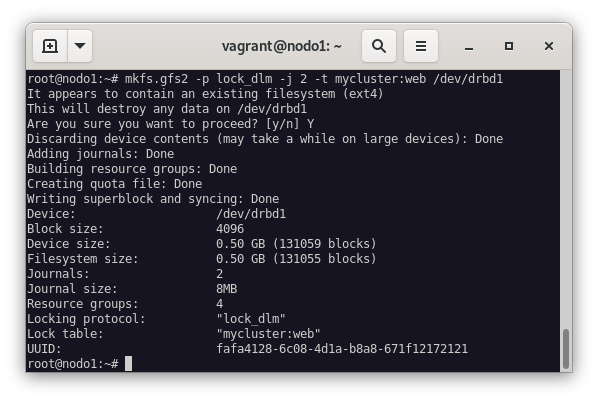 vagrant@nodo1: ~
root@nodo1:~# mkfs.gfs2 -p lock_dlm -j 2 -t mycluster:web /dev/drbd1
It appears to contain an existing filesystem (ext4)
This will destroy any data on /dev/drbd1
Are you sure you want to proceed? [y/n] Y
Discarding device contents (may take a while on large devices): Done
Adding journals: Done
Building resource groups: Done
Creating quota file: Done
Writing superblock and syncing: Done
Device: /dev/drbd1
Block size: 4096
Device size: 0.50 GB (131059 blocks)
Filesystem size: 0.50 GB (131055 blocks)
Journals: 2
Journal size: 8MB
Resource groups: 4
Locking protocol: "lock_dlm"
Lock table: "mycluster:web"
UUID: fafa4128-6c08-4d1a-b8a8-671f12172121
root@nodo1:~#